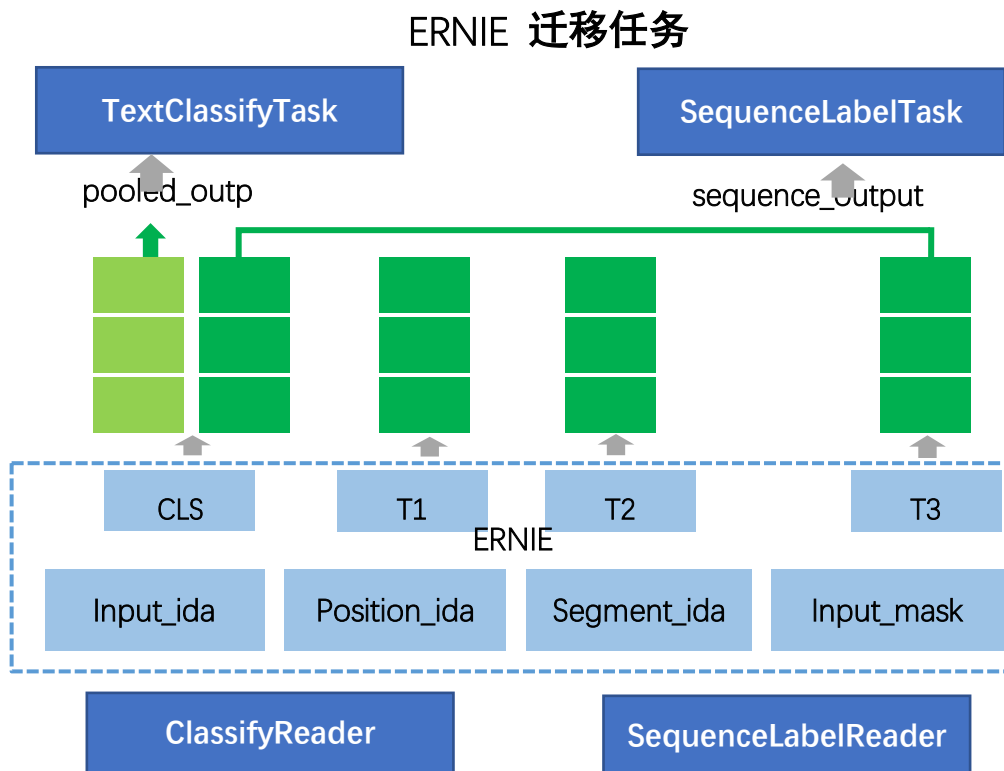 ERNIE 迁移任务
TextClassifyTask
SequenceLabelTask
pooled_outp
sequence_output
CLS
T1
T2
T3
ERNIE
Input_ida
Position_ida
Segment_ida
Input_mask
ClassifyReader
SequenceLabelReader